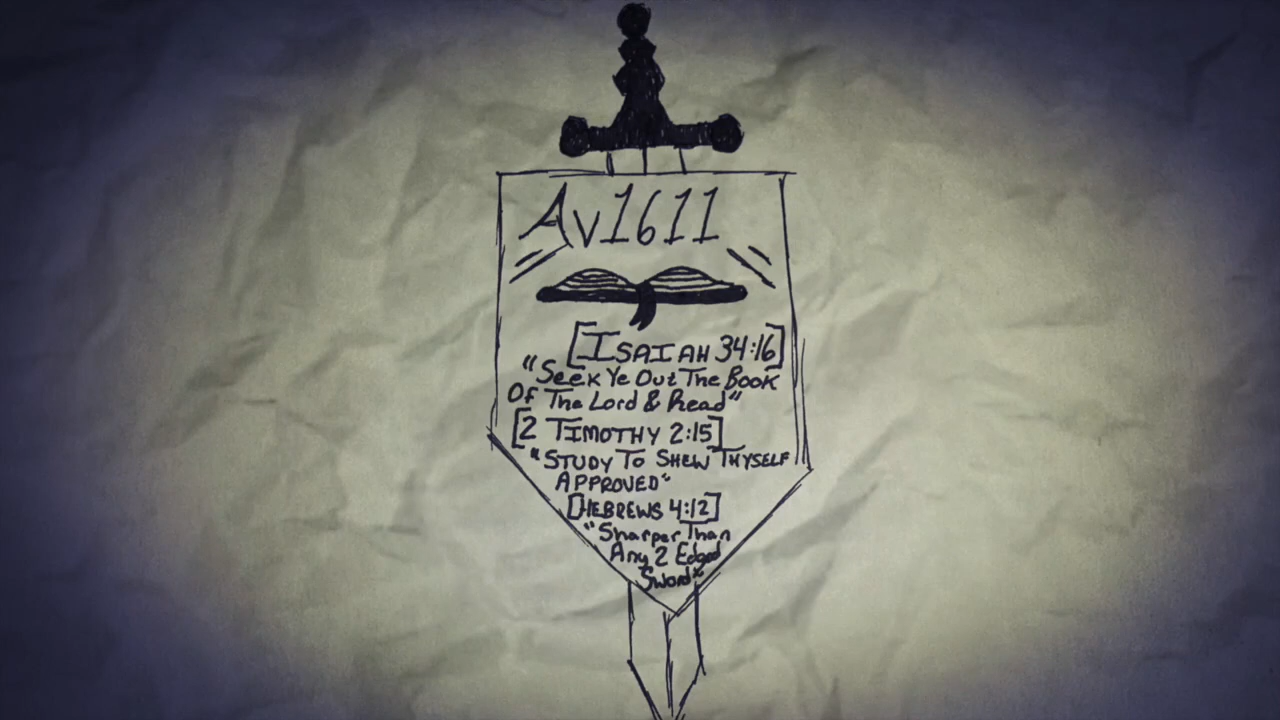 Av1611
[ISAIAH 34:16]
"Seek Ye Out The Book
Of The Lord & Read"
[2 TIMOTHY 2:15]
"STUDY TO SHEW THYSELF
APPROVED"
[HEBREWS 4:12]
"Sharper Than
Any 2 Edged
Sword"